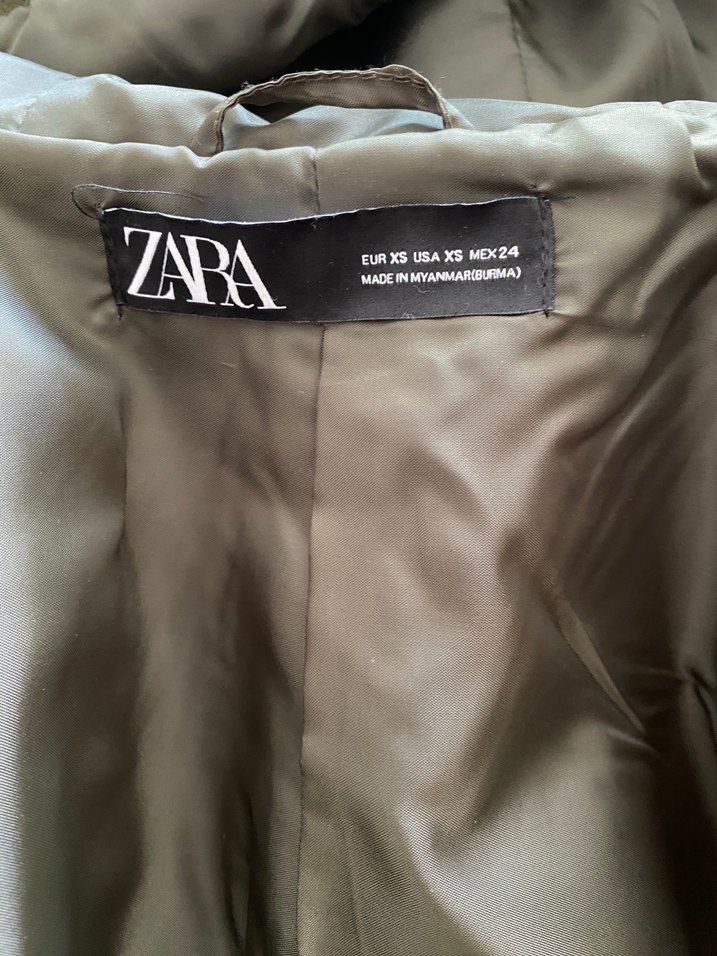 ZARA
EUR XS USA XS MEX 24
MADE IN MYANMAR(BURMA)